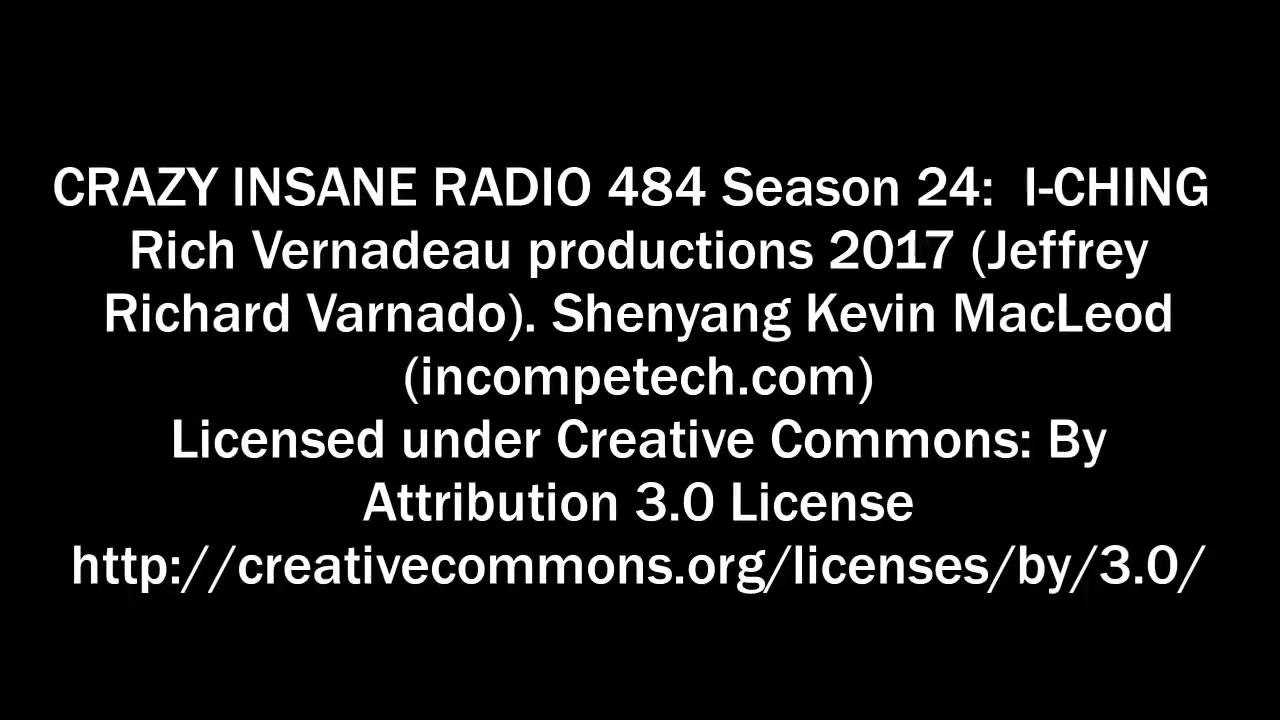 CRAZY INSANE RADIO 484 Season 24:  I-CHING
Rich Vernadeau productions 2017 (Jeffrey
Richard Varnado). Shenyang Kevin MacLeod
(incompetech.com)
Licensed under Creative Commons: By
Attribution 3.0 License
http://creativecommons.org/licenses/by/3.0/